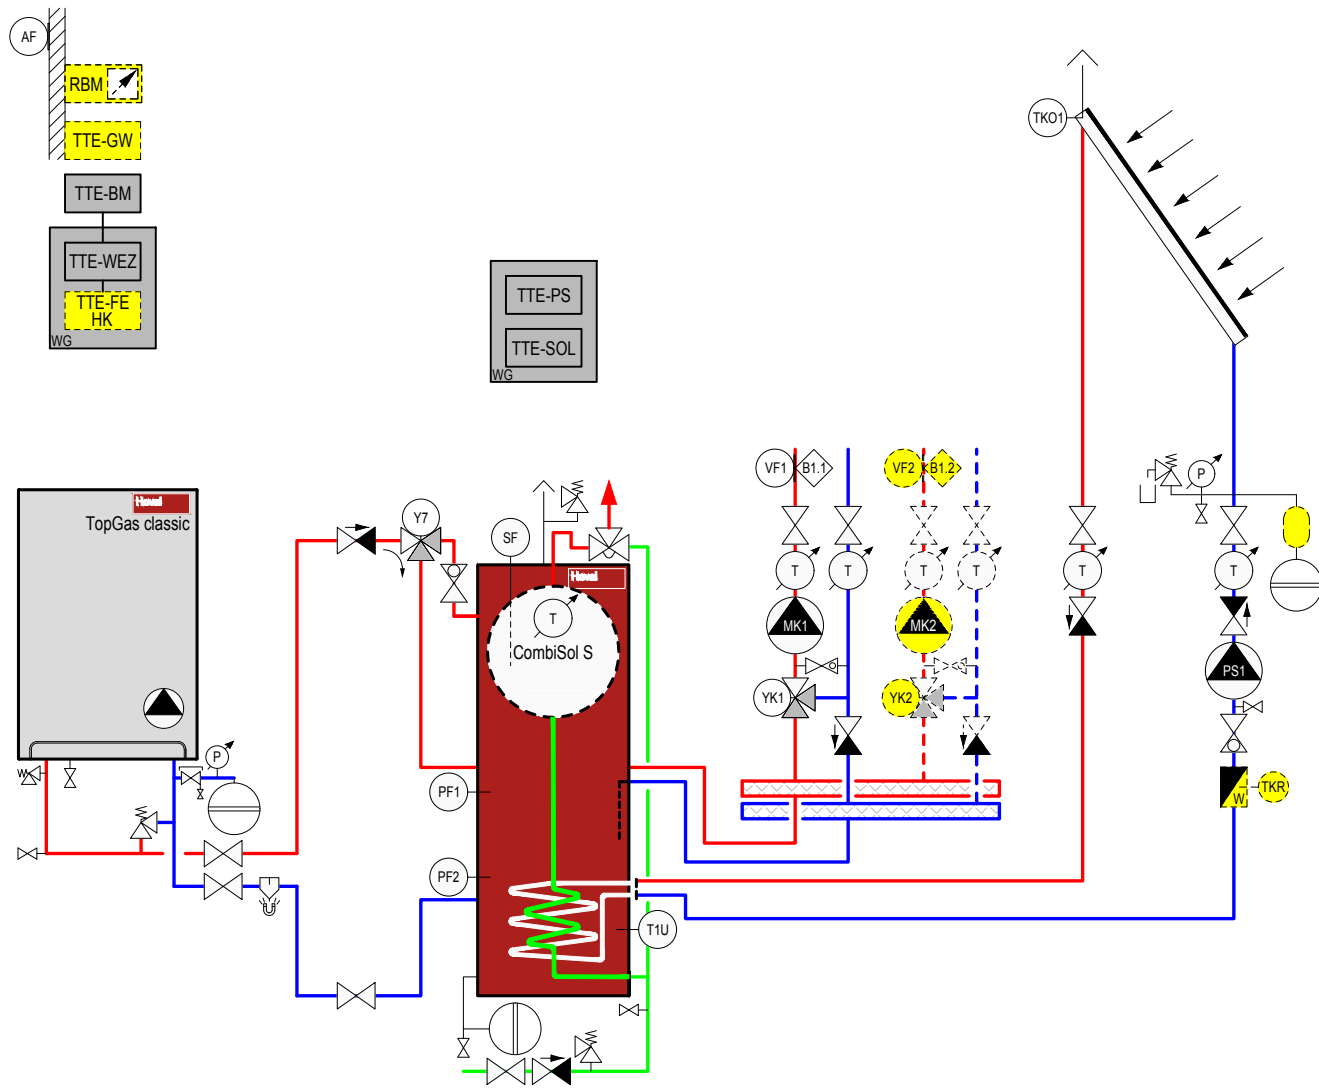 AF
RBM
TTE-GW
TTE-BM
TTE-WEZ
TTE-FE
HK
WG
TTE-PS
TTE-SOL
WG
TKO1
VF1
B1.1
VF2
B1.2
P
Hoval
TopGas classic
Y7
SF
Hoval
T
T
T
T
T
T
T
CombiSol S
MK1
MK2
PS1
YK1
YK2
P
PF1
W
TKR
PF2
T1U